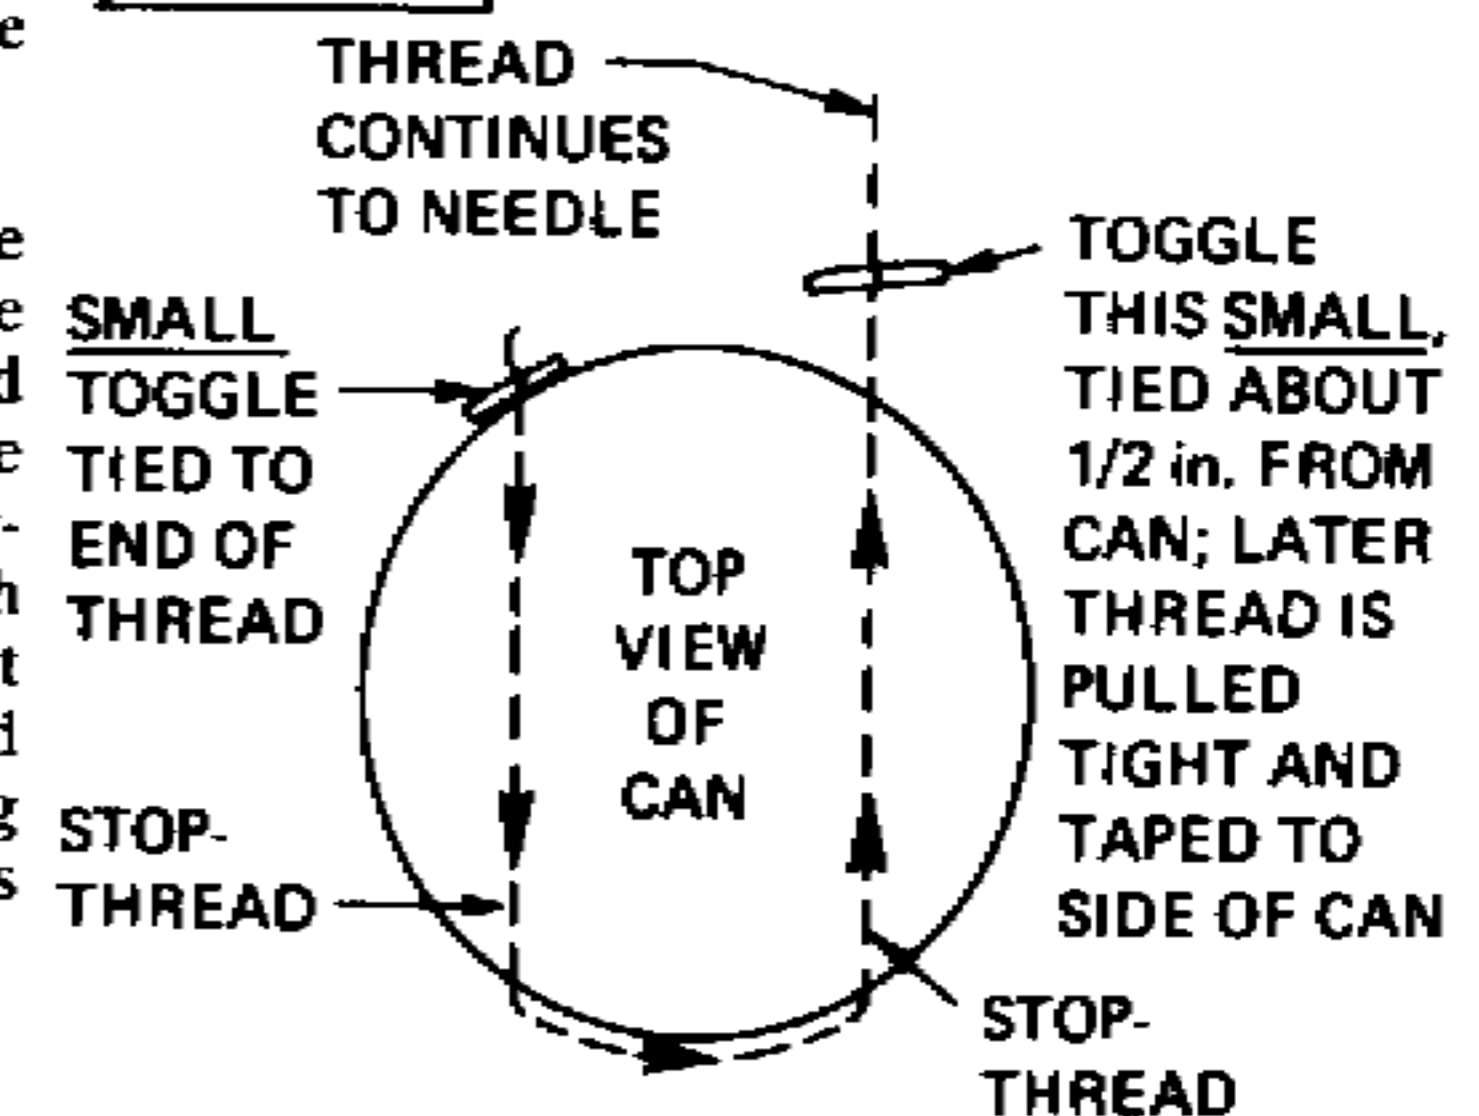 THREAD
CONTINUES
TO NEEDLE
SMALL
TOGGLE
TIED TO
END OF
THREAD
TOGGLE
THIS SMALL,
TIED ABOUT
1/2 in. FROM
CAN; LATER
THREAD IS
PULLED
TIGHT AND
TAPED TO
SIDE OF CAN
TOP
VIEW
OF
CAN
STOP-
THREAD
STOP-
THREAD